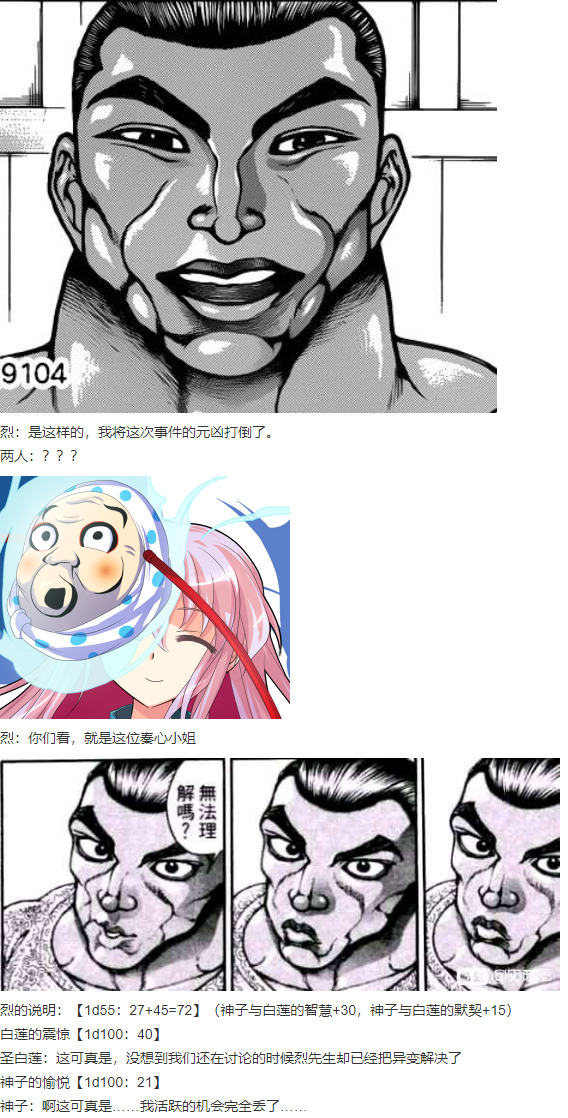 9104
烈：是这样的，我将这次事件的元凶打倒了。
两人：？？？
烈：你们看，就是这位秦心小姐
無法理
解嗎？
烈的说明：【1d55：27+45=72】（神子与白莲的智慧+30，神子与白莲的默契+15）
白莲的震惊【1d100：40】
圣白莲：这可真是，没想到我们还在讨论的时候烈先生却已经把异变解决了
神子的愉悦【1d100：21】
神子：啊这可真是……我活跃的机会完全丢了……